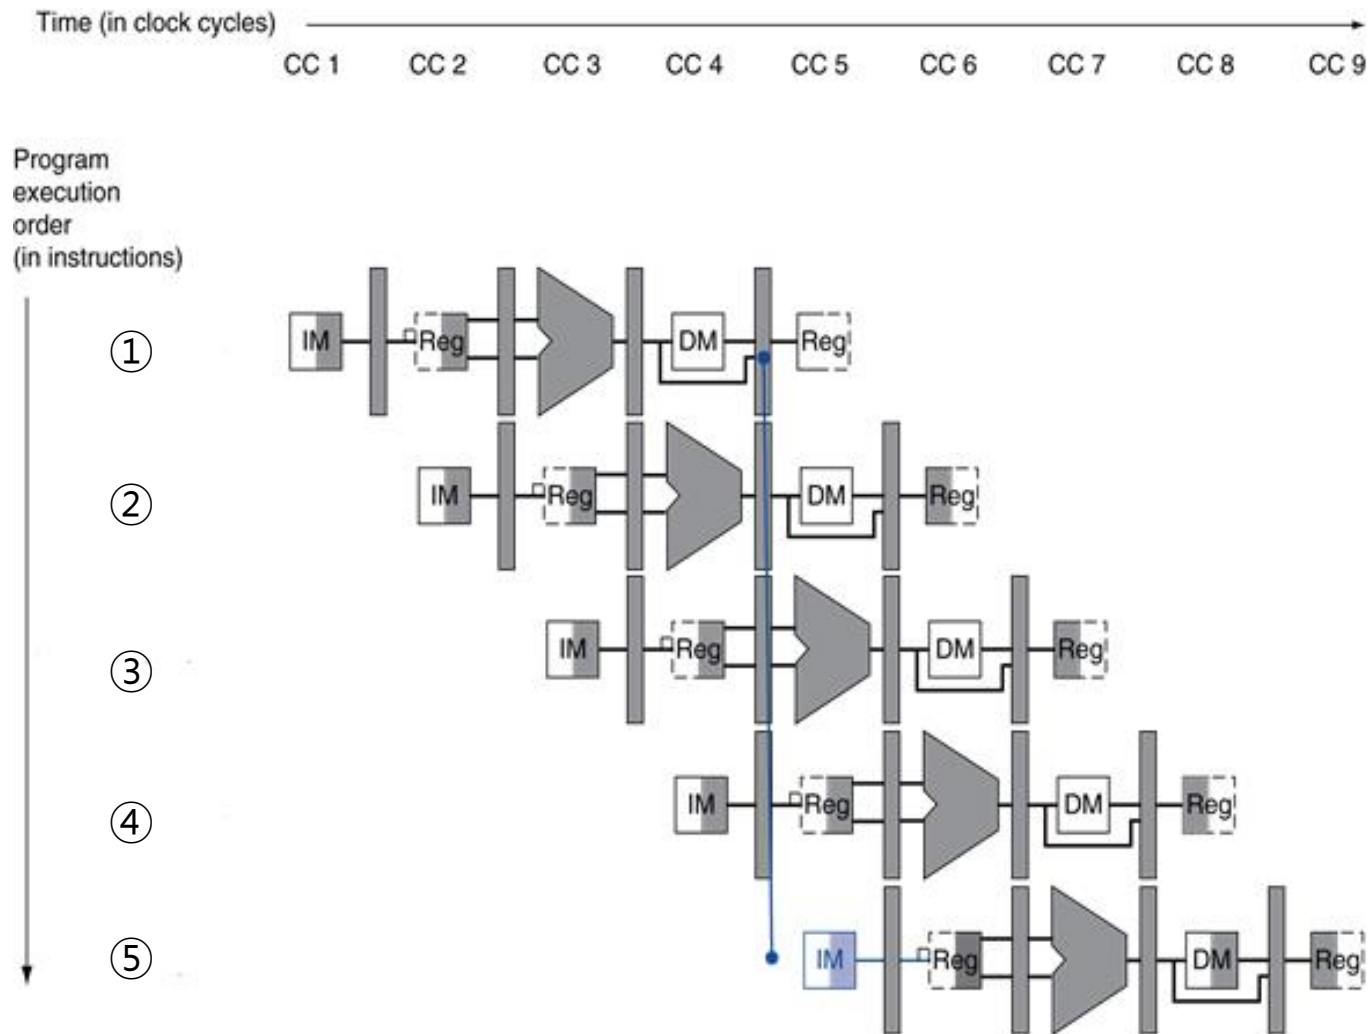 Time (in clock cycles)
CC 1 CC 2 CC 3 CC 4 CC 5 CC 6 CC 7 CC 8 CC 9
Program
execution
order
(in instructions)
① IM Reg DM Reg
② IM Reg DM Reg
③ IM Reg DM Reg
④ IM Reg DM Reg
⑤ IM Reg DM Reg